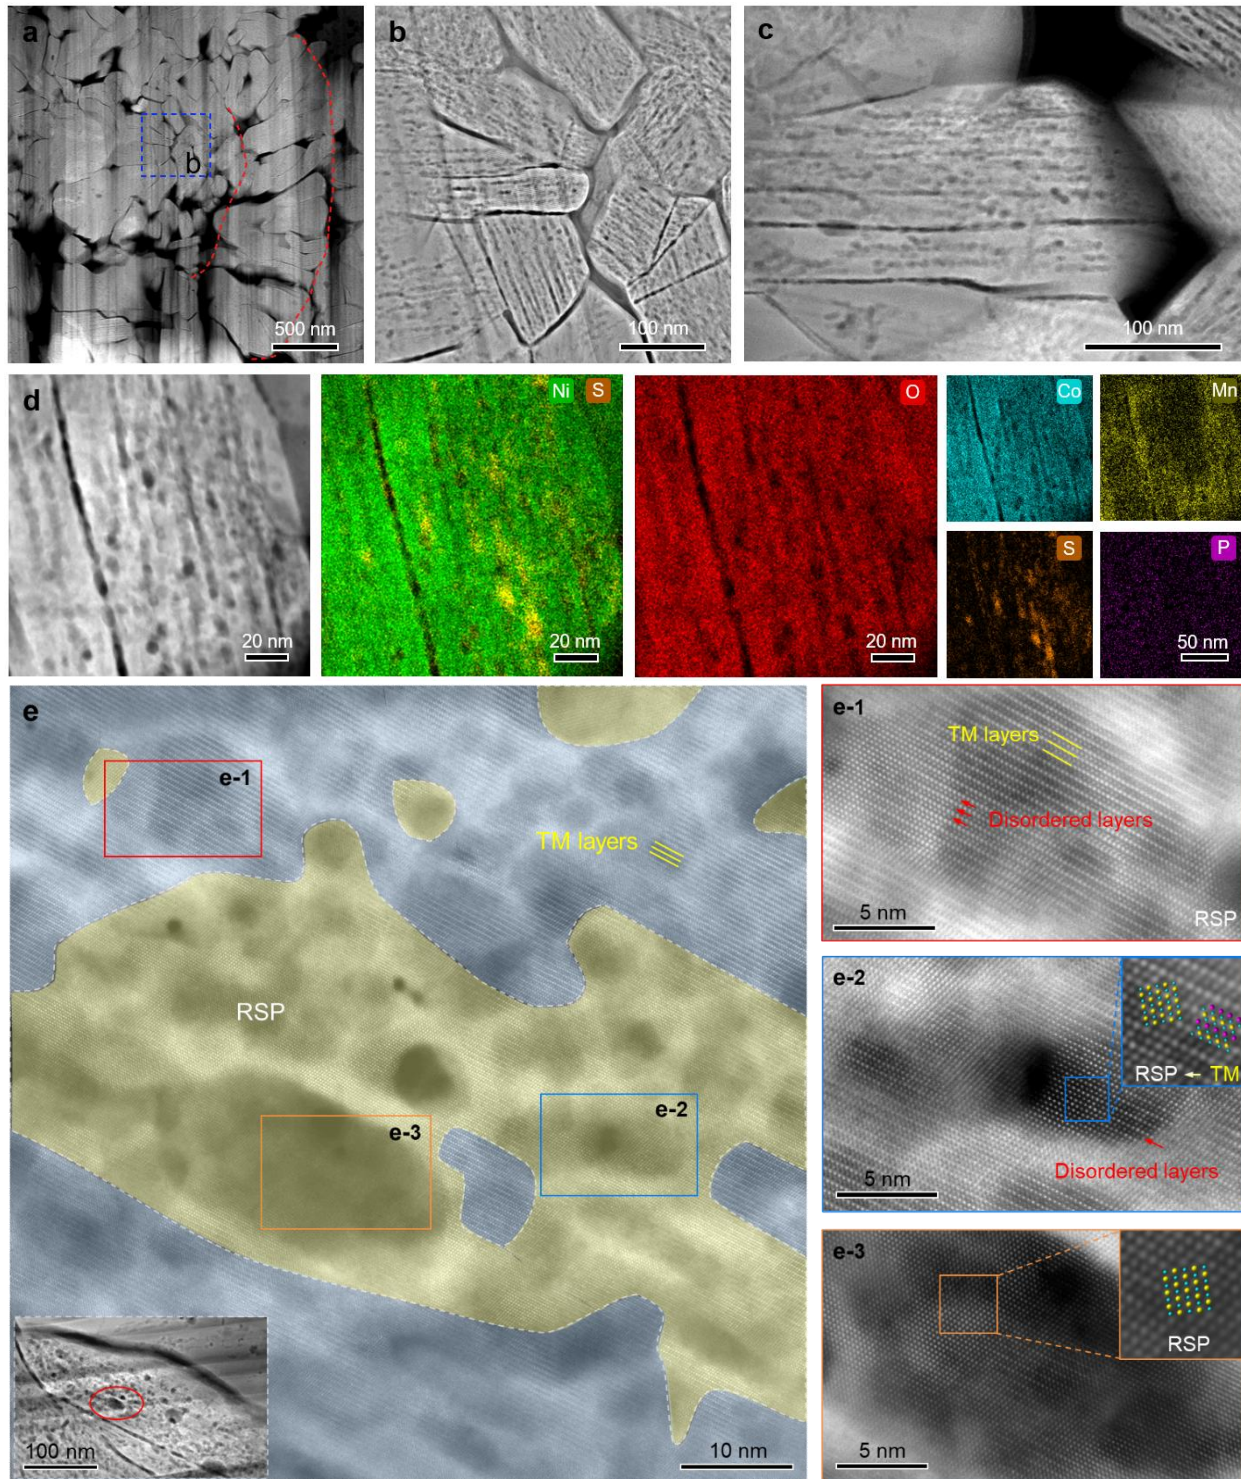 a
b
500 nm
b
100 nm
c
100 nm
d
20 nm
Ni S
20 nm
O
20 nm
Co
Mn
S
P
50 nm
e
e-1
TM layers
RSP
e-2
e-3
100 nm
10 nm
e-1
TM layers
Disordered layers
5 nm
RSP
e-2
RSP
TM
Disordered layers
5 nm
e-3
RSP
5 nm